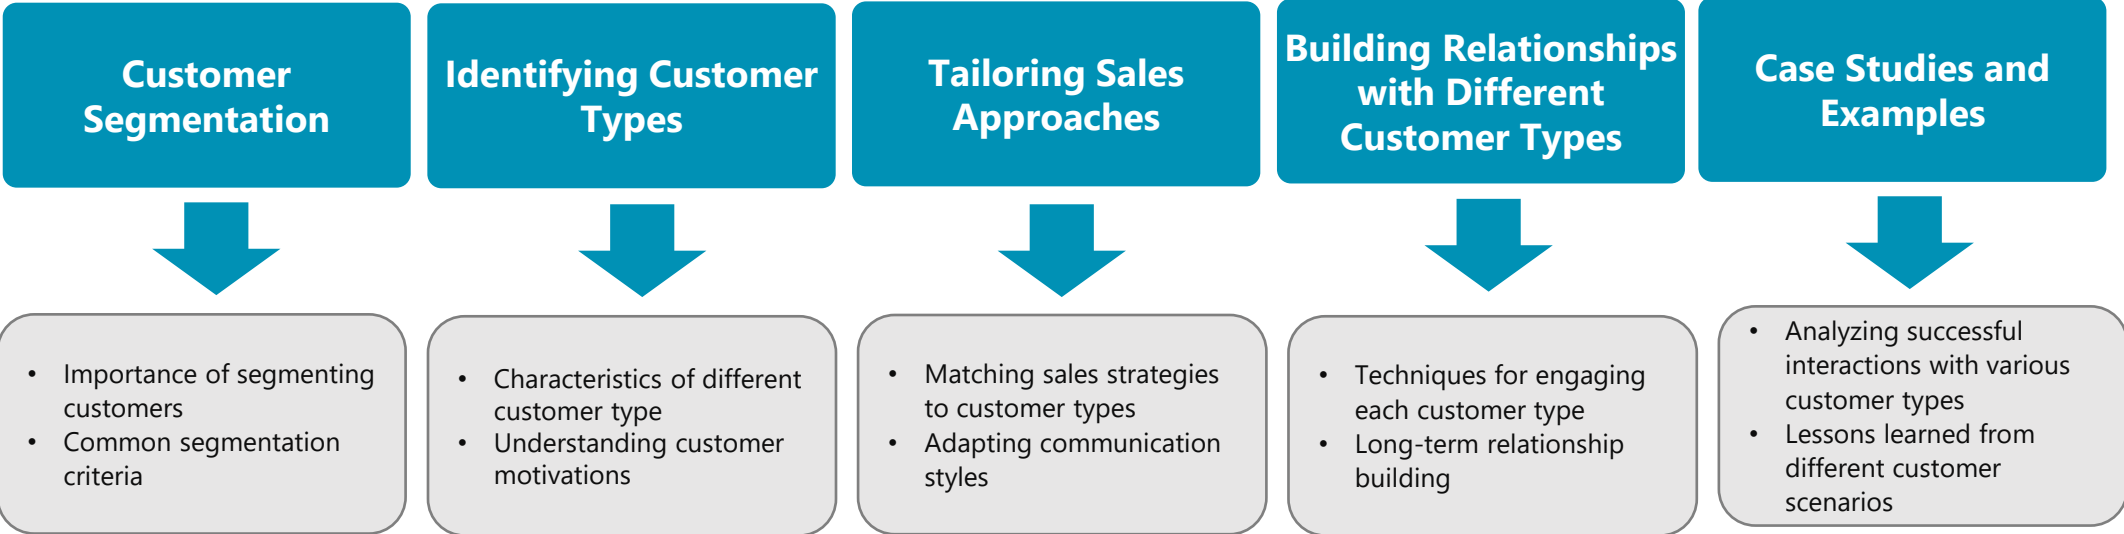 Customer
Segmentation
Identifying Customer
Types
Tailoring Sales
Approaches
Building Relationships
with Different
Customer Types
Case Studies and
Examples
• Importance of segmenting
customers
• Common segmentation
criteria
• Characteristics of different
customer type
• Understanding customer
motivations
• Matching sales strategies
to customer types
• Adapting communication
styles
• Techniques for engaging
each customer type
• Long-term relationship
building
• Analyzing successful
interactions with various
customer types
• Lessons learned from
different customer
scenarios